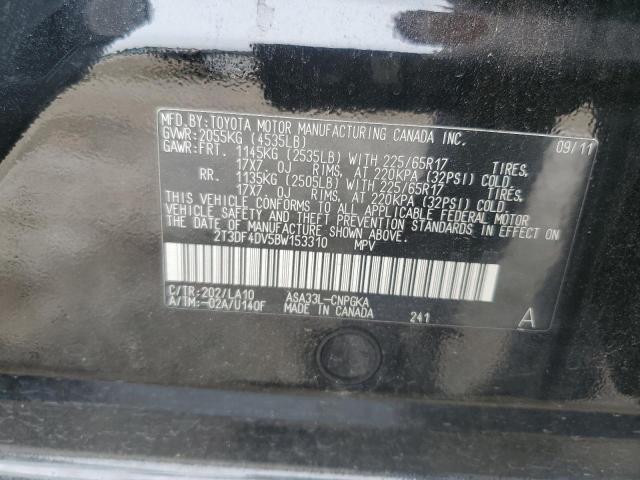 MFD.BY:TOYOTA MOTOR MANUFACTURING CANADA INC.
GVWR:2055KG (4535LB) 09/11
GAWR:FRT. 1145KG (2535LB) WITH 225/65R17 TIRES,
17X7 OJ RIMS, AT 220KPA (32PSI) COLD
RR. 1135KG (2505LB) WITH 225/65R17 TIRES,
17X7, OJ RIMS, AT 220KPA (32PSI) COLD
THIS VEHICLE CONFORMS TO ALL APPLICABLE FEDERAL MOTOR
VEHICLE SAFETY AND THEFT PREVENTION STANDARDS IN EFFECT ON
THE DATE OF MANUFACTURE SHOWN ABOVE.
2T3DF4DV5BW153310 MPV
C/TR:202/LA10 ASA33L-CNPGKA
A/TM:-02A/U140F MADE IN CANADA 241 A